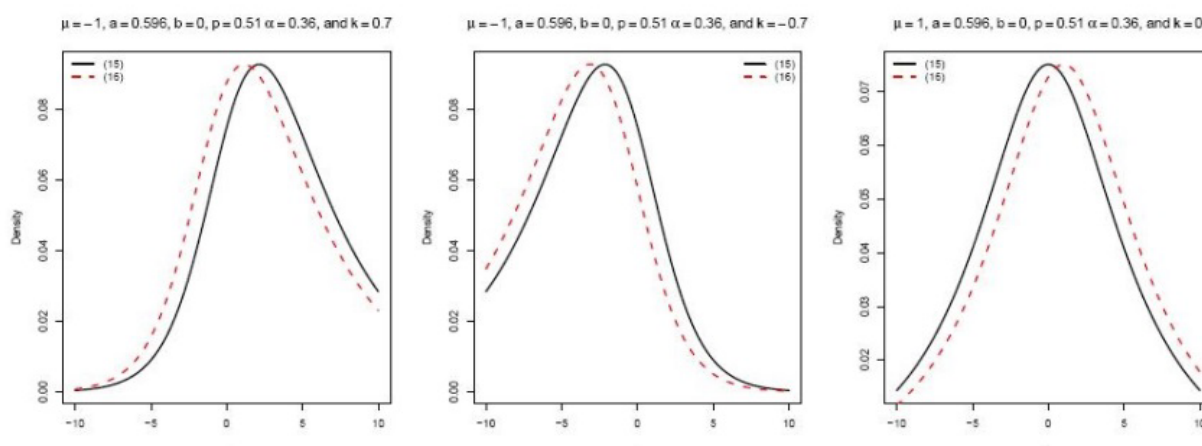 μ = −1, a = 0.596, b = 0, p = 0.51 α = 0.36, and k = 0.7
(15)
(16)
Density
0.00 0.02 0.04 0.06 0.08
−10 −5 0 5 10
μ = −1, a = 0.596, b = 0, p = 0.51 α = 0.36, and k = −0.7
(15)
(16)
Density
0.00 0.02 0.04 0.06 0.08
−10 −5 0 5 10
μ = 1, a = 0.596, b = 0, p = 0.51 α = 0.36, and k = 0
(15)
(16)
Density
0.02 0.03 0.04 0.05 0.06 0.07
−10 −5 0 5 10